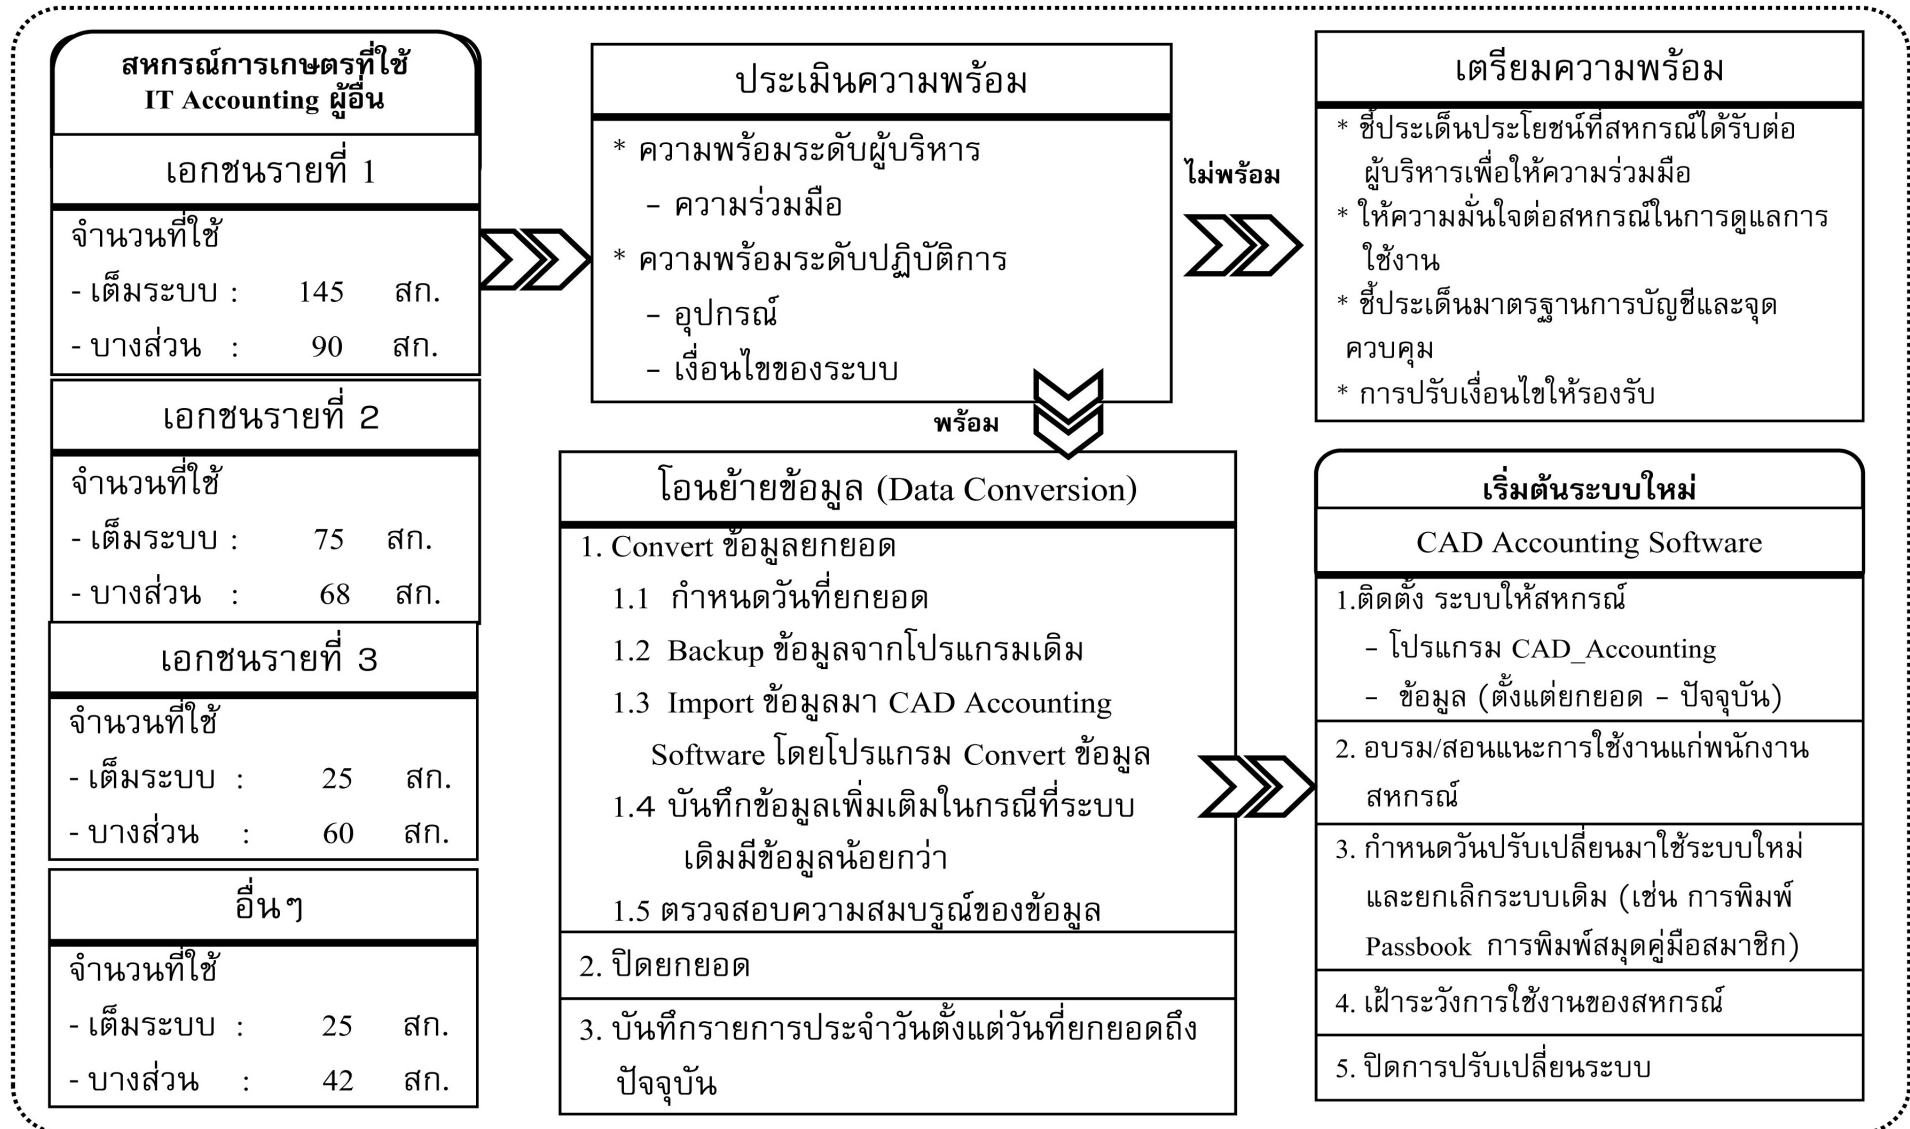 สหกรณ์การเกษตรที่ใช้
IT Accounting ผู้อื่น
เอกชนรายที่ 1
จำนวนที่ใช้
- เต็มระบบ : 145 สก.
- บางส่วน : 90 สก.
เอกชนรายที่ 2
จำนวนที่ใช้
- เต็มระบบ : 75 สก.
- บางส่วน : 68 สก.
เอกชนรายที่ 3
จำนวนที่ใช้
- เต็มระบบ : 25 สก.
- บางส่วน : 60 สก.
อื่นๆ
จำนวนที่ใช้
- เต็มระบบ : 25 สก.
- บางส่วน : 42 สก.
ประเมินความพร้อม
* ความพร้อมระดับผู้บริหาร
- ความร่วมมือ
* ความพร้อมระดับปฏิบัติการ
- อุปกรณ์
- เงื่อนไขของระบบ
ไม่พร้อม
เตรียมความพร้อม
* ชี้ประเด็นประโยชน์ที่สหกรณ์ได้รับต่อ
ผู้บริหารเพื่อให้ความร่วมมือ
* ให้ความมั่นใจต่อสหกรณ์ในการดูแลการ
ใช้งาน
* ชี้ประเด็นมาตรฐานการบัญชีและจุด
ควบคุม
* การปรับเงื่อนไขให้รองรับ
พร้อม
โอนย้ายข้อมูล (Data Conversion)
1. Convert ข้อมูลยกยอด
1.1 กำหนดวันที่ยกยอด
1.2 Backup ข้อมูลจากโปรแกรมเดิม
1.3 Import ข้อมูลมา CAD Accounting
Software โดยโปรแกรม Convert ข้อมูล
1.4 บันทึกข้อมูลเพิ่มเติมในกรณีที่ระบบ
เดิมมีข้อมูลน้อยกว่า
1.5 ตรวจสอบความสมบรูณ์ของข้อมูล
2. ปิดยกยอด
3. บันทึกรายการประจำวันตั้งแต่วันที่ยกยอดถึง
ปัจจุบัน
เริ่มต้นระบบใหม่
CAD Accounting Software
1.ติดตั้ง ระบบให้สหกรณ์
- โปรแกรม CAD_Accounting
- ข้อมูล (ตั้งแต่ยกยอด - ปัจจุบัน)
2. อบรม/สอนแนะการใช้งานแก่พนักงาน
สหกรณ์
3. กำหนดวันปรับเปลี่ยนมาใช้ระบบใหม่
และยกเลิกระบบเดิม (เช่น การพิมพ์
Passbook การพิมพ์สมุดคู่มือสมาชิก)
4. เฝ้าระวังการใช้งานของสหกรณ์
5. ปิดการปรับเปลี่ยนระบบ